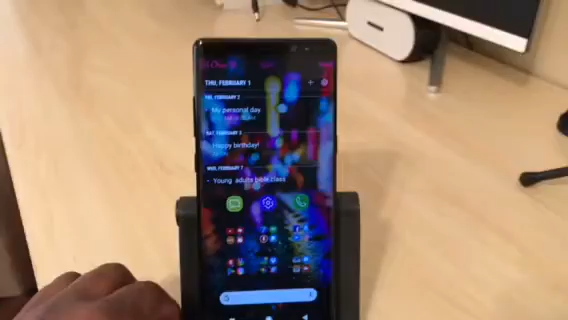 THU, FEBRUARY 1
FRI, FEBRUARY 2
My personal day
SAT, FEBRUARY 3
Happy birthday!
WED, FEBRUARY 7
Young adults bible class